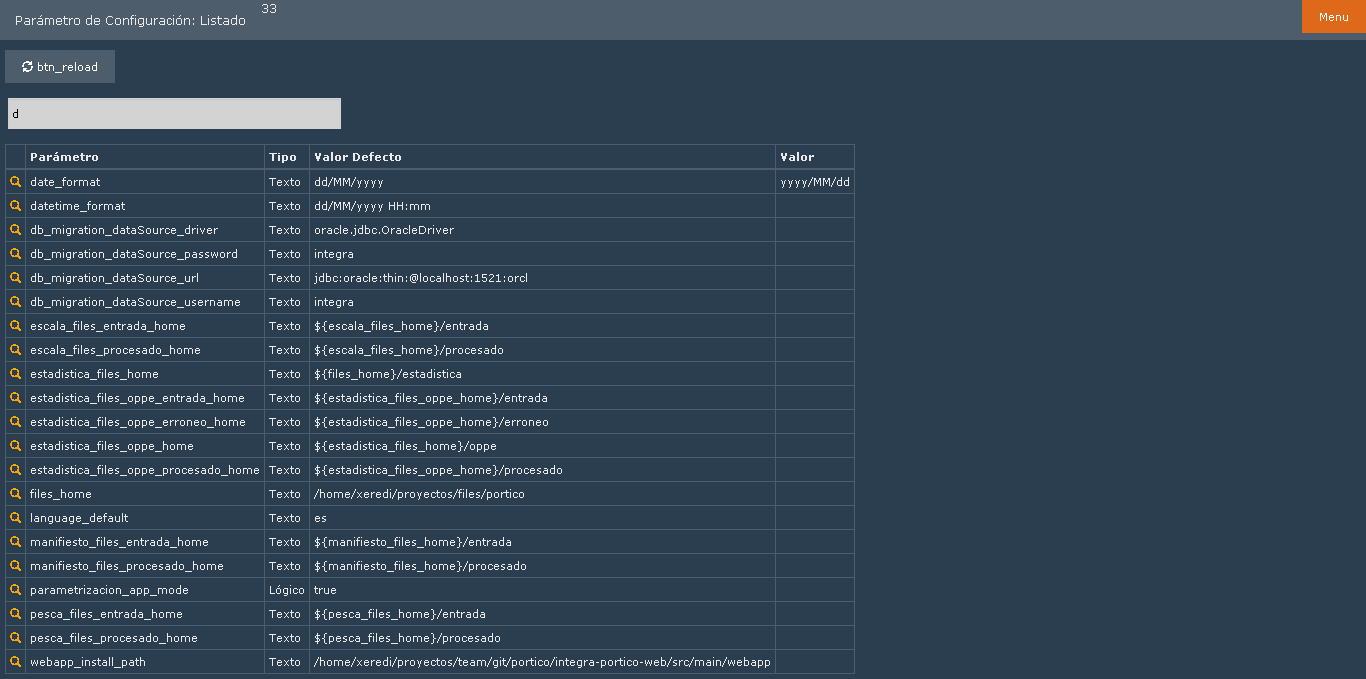 Parámetro de Configuración: Listado 33 Menu
btn_reload
d
Parámetro Tipo Valor Defecto Valor
date_format Texto dd/MM/yyyy yyyy/MM/dd
datetime_format Texto dd/MM/yyyy HH:mm
db_migration_dataSource_driver Texto oracle.jdbc.OracleDriver
db_migration_dataSource_password Texto integra
db_migration_dataSource_url Texto jdbc:oracle:thin:@localhost:1521:orcl
db_migration_dataSource_username Texto integra
escala_files_entrada_home Texto ${escala_files_home}/entrada
escala_files_procesado_home Texto ${escala_files_home}/procesado
estadistica_files_home Texto ${files_home}/estadistica
estadistica_files_oppe_entrada_home Texto ${estadistica_files_oppe_home}/entrada
estadistica_files_oppe_erroneo_home Texto ${estadistica_files_oppe_home}/erroneo
estadistica_files_oppe_home Texto ${estadistica_files_home}/oppe
estadistica_files_oppe_procesado_home Texto ${estadistica_files_oppe_home}/procesado
files_home Texto /home/xeredi/proyectos/files/portico
language_default Texto es
manifiesto_files_entrada_home Texto ${manifiesto_files_home}/entrada
manifiesto_files_procesado_home Texto ${manifiesto_files_home}/procesado
parametrizacion_app_mode Lógico true
pesca_files_entrada_home Texto ${pesca_files_home}/entrada
pesca_files_procesado_home Texto ${pesca_files_home}/procesado
webapp_install_path Texto /home/xeredi/proyectos/team/git/portico/integra-portico-web/src/main/webapp